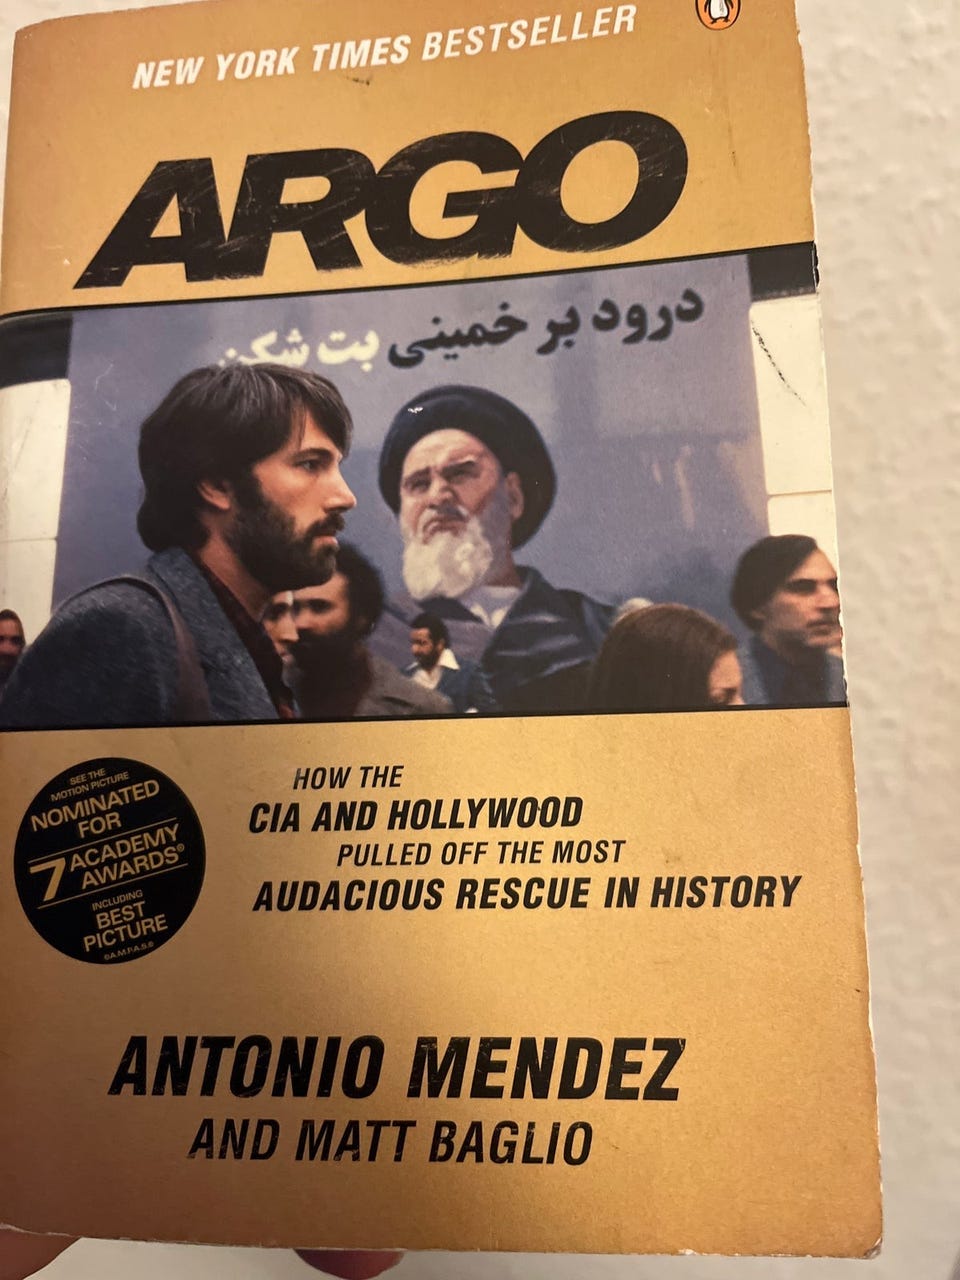 NEW YORK TIMES BESTSELLER
ARGO
درود بر خمینی بت شکن
SEE THE
MOTION PICTURE
NOMINATED
FOR
7 ACADEMY
AWARDS®
INCLUDING
BEST
PICTURE
©A.M.P.A.S.®
HOW THE
CIA AND HOLLYWOOD
PULLED OFF THE MOST
AUDACIOUS RESCUE IN HISTORY
ANTONIO MENDEZ
AND MATT BAGLIO